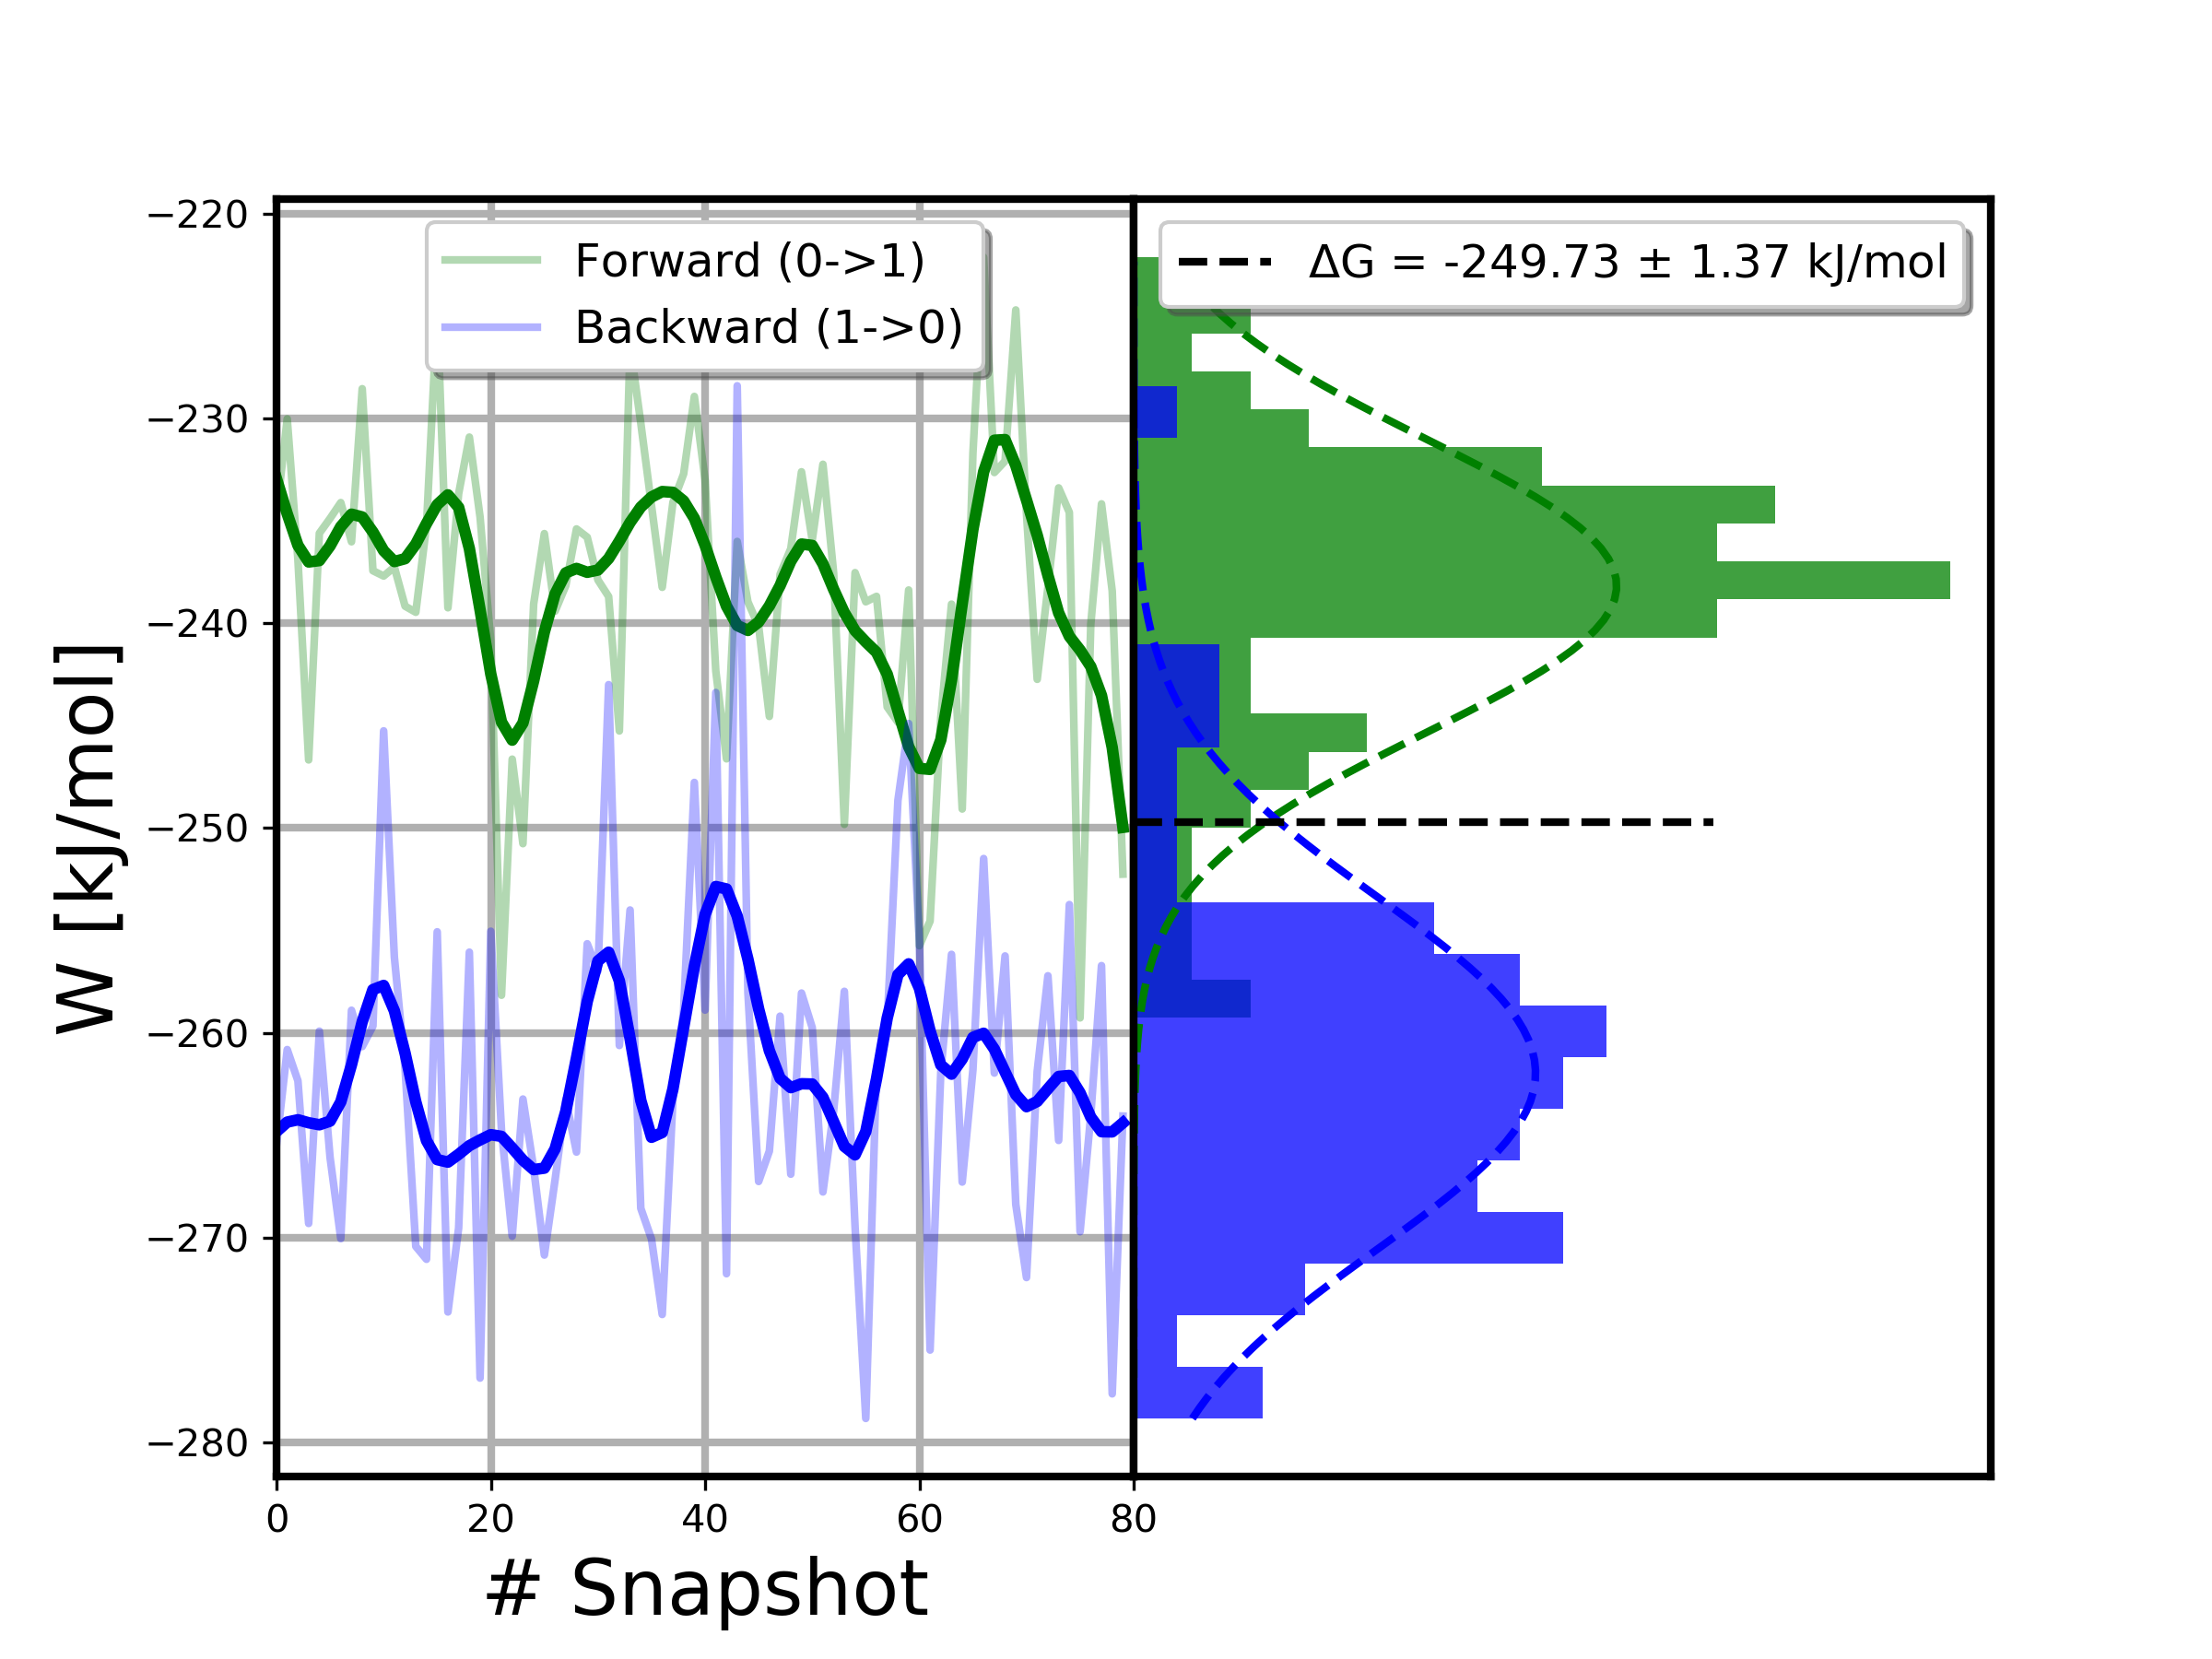 Forward (0->1)
Backward (1->0)
ΔG = -249.73 ± 1.37 kJ/mol
W [kJ/mol]
−220
−230
−240
−250
−260
−270
−280
0 20 40 60 80
# Snapshot